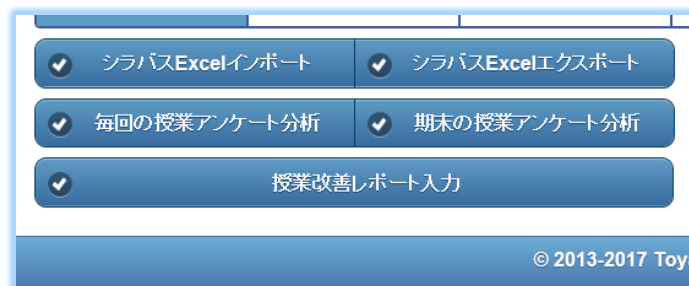 シラバスExcelインポート
シラバスExcelエクスポート
毎回の授業アンケート分析
期末の授業アンケート分析
授業改善レポート入力
© 2013-2017